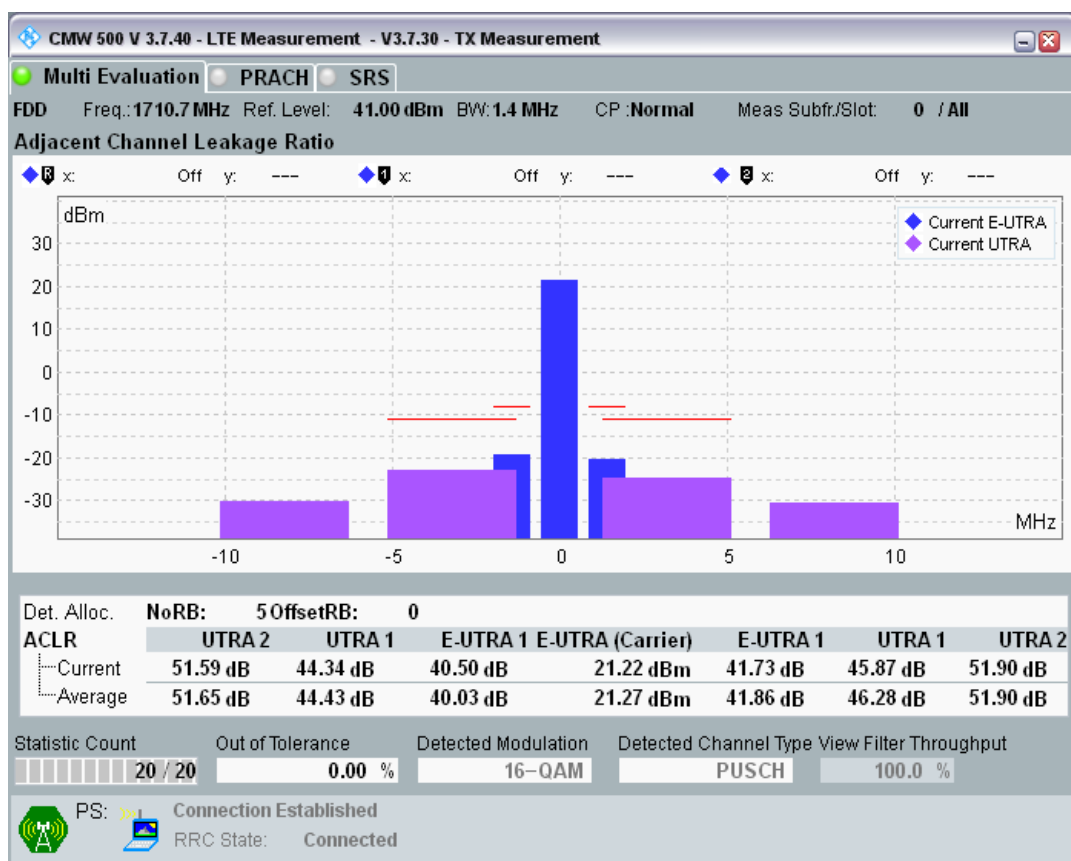 CMW 500 V 3.7.40 - LTE Measurement - V3.7.30 - TX Measurement
Multi Evaluation PRACH SRS
FDD Freq.: 1710.7 MHz Ref. Level: 41.00 dBm BW: 1.4 MHz CP :Normal Meas Subfr./Slot: 0 / All
Adjacent Channel Leakage Ratio
R x: Off y: --- 1 x: Off y: --- 2 x: Off y: ---
dBm
Current E-UTRA
Current UTRA
30
20
10
0
-10
-20
-30
MHz
-10 -5 0 5 10
Det. Alloc. NoRB: 5 OffsetRB: 0
ACLR UTRA 2 UTRA 1 E-UTRA 1 E-UTRA (Carrier) E-UTRA 1 UTRA 1 UTRA 2
Current 51.59 dB 44.34 dB 40.50 dB 21.22 dBm 41.73 dB 45.87 dB 51.90 dB
Average 51.65 dB 44.43 dB 40.03 dB 21.27 dBm 41.86 dB 46.28 dB 51.90 dB
Statistic Count Out of Tolerance Detected Modulation Detected Channel Type View Filter Throughput
20 / 20 0.00 % 16-QAM PUSCH 100.0 %
PS: Connection Established
RRC State: Connected